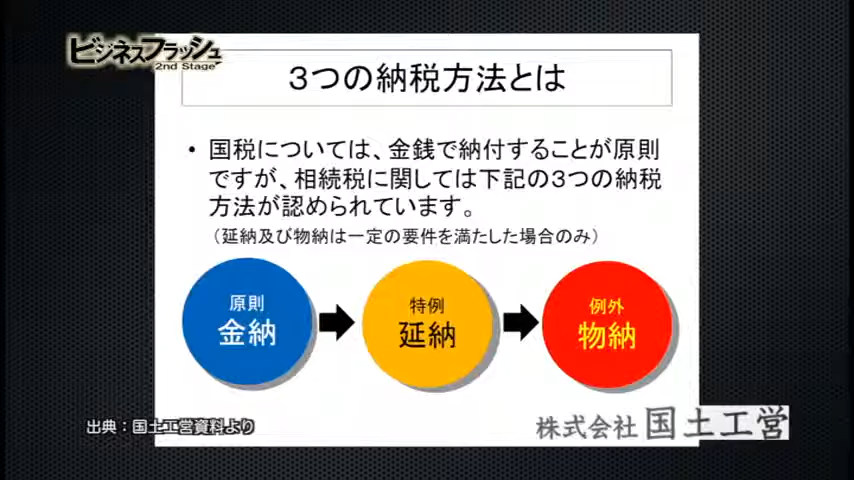 ビジネスフラッシュ
2nd Stage
３つの納税方法とは
• 国税については、金銭で納付することが原則
ですが、相続税に関しては下記の３つの納税
方法が認められています。
（延納及び物納は一定の要件を満たした場合のみ）
原則
金納
特例
延納
例外
物納
出典：国土工営資料より
株式会社 国土工営